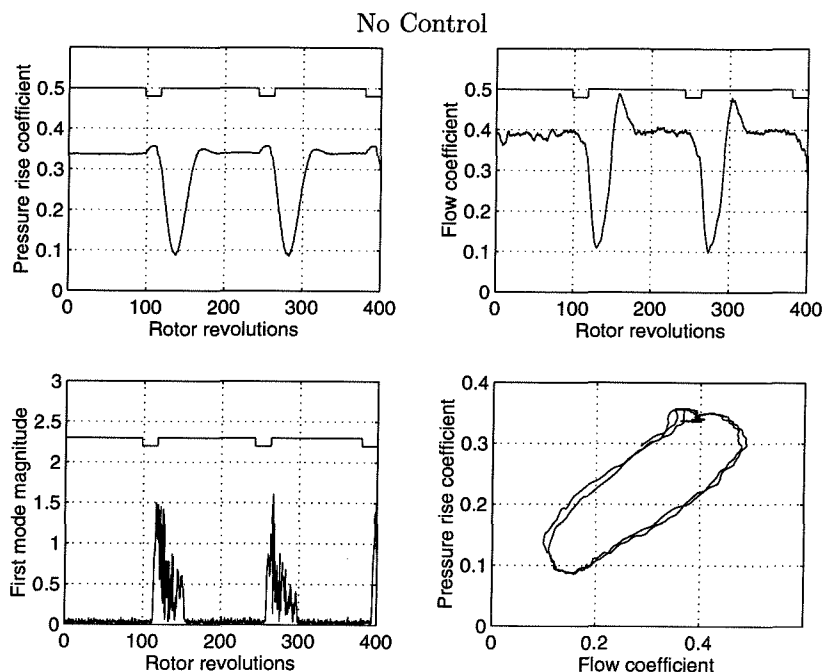 No Control
Pressure rise coefficient
0.5
0.4
0.3
0.2
0.1
0
0 100 200 300 400
Rotor revolutions
Flow coefficient
0.5
0.4
0.3
0.2
0.1
0
0 100 200 300 400
Rotor revolutions
First mode magnitude
3
2.5
2
1.5
1
0.5
0
0 100 200 300 400
Rotor revolutions
Pressure rise coefficient
0.4
0.3
0.2
0.1
0
0 0.2 0.4
Flow coefficient